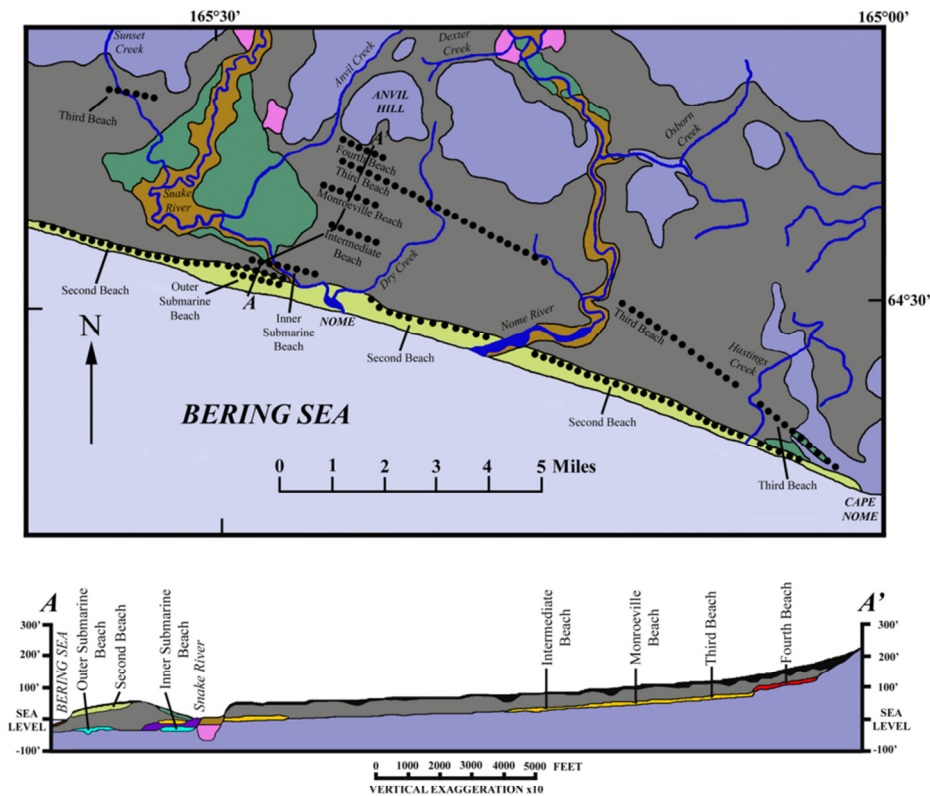 165°30’
165°00’
Sunset
Creek
Anvil Creek
Dexter
Creek
ANVIL
HILL
Osborn
Creek
Third Beach
A
Fourth Beach
Third Beach
Monroeville Beach
Intermediate
Beach
Snake
River
Dry Creek
Second Beach
Outer
Submarine
Beach
A
Inner
Submarine
Beach
NOME
Second Beach
Nome River
64°30’
Third Beach
Hastings
Creek
N
BERING SEA
Second Beach
0 1 2 3 4 5 Miles
Third Beach
CAPE
NOME
A
A’
300’
200’
100’
SEA
LEVEL
-100’
BERING SEA
Outer Submarine
Beach
Second Beach
Inner Submarine
Beach
Snake River
Intermediate
Beach
Monroeville
Beach
Third Beach
Fourth Beach
300’
200’
100’
SEA
LEVEL
-100’
0 1000 2000 3000 4000 5000 FEET
VERTICAL EXAGGERATION x10